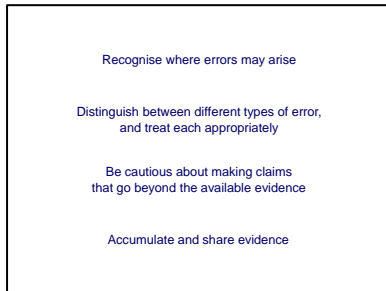 Recognise where errors may arise
Distinguish between different types of error,
and treat each appropriately
Be cautious about making claims
that go beyond the available evidence
Accumulate and share evidence